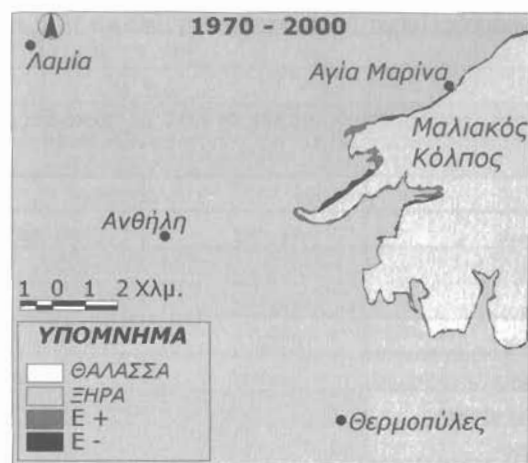 1970 - 2000
Λαμία
Αγία Μαρίνα
Μαλιακός
Κόλπος
Ανθήλη
1 0 1 2 Χλμ.
ΥΠΟΜΝΗΜΑ
ΘΑΛΑΣΣΑ
ΞΗΡΑ
Ε +
Ε -
Θερμοπύλες